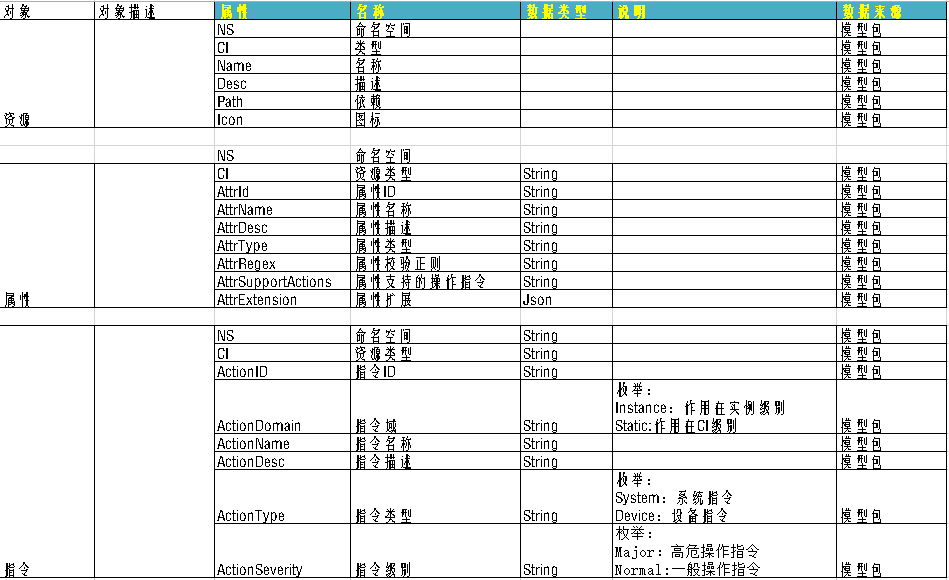 对象 对象描述 属性 名称 数据类型 说明 数据来源
NS 命名空间 模型包
CI 类型 模型包
Name 名称 模型包
Desc 描述 模型包
Path 依赖 模型包
资源 Icon 图标 模型包
NS 命名空间
CI 资源类型 String 模型包
AttrId 属性ID String 模型包
AttrName 属性名称 String 模型包
AttrDesc 属性描述 String 模型包
AttrType 属性类型 String 模型包
AttrRegex 属性校验正则 String 模型包
AttrSupportActions 属性支持的操作指令 String 模型包
属性 AttrExtension 属性扩展 Json 模型包
NS 命名空间 String 模型包
CI 资源类型 String 模型包
ActionID 指令ID String 模型包
枚举：
Instance：作用在实例级别
ActionDomain 指令域 String Static:作用在CI级别 模型包
ActionName 指令名称 String 模型包
ActionDesc 指令描述 String 模型包
枚举：
System：系统指令
ActionType 指令类型 String Device：设备指令 模型包
枚举：
Major：高危操作指令
指令 ActionSeverity 指令级别 String Normal:一般操作指令 模型包